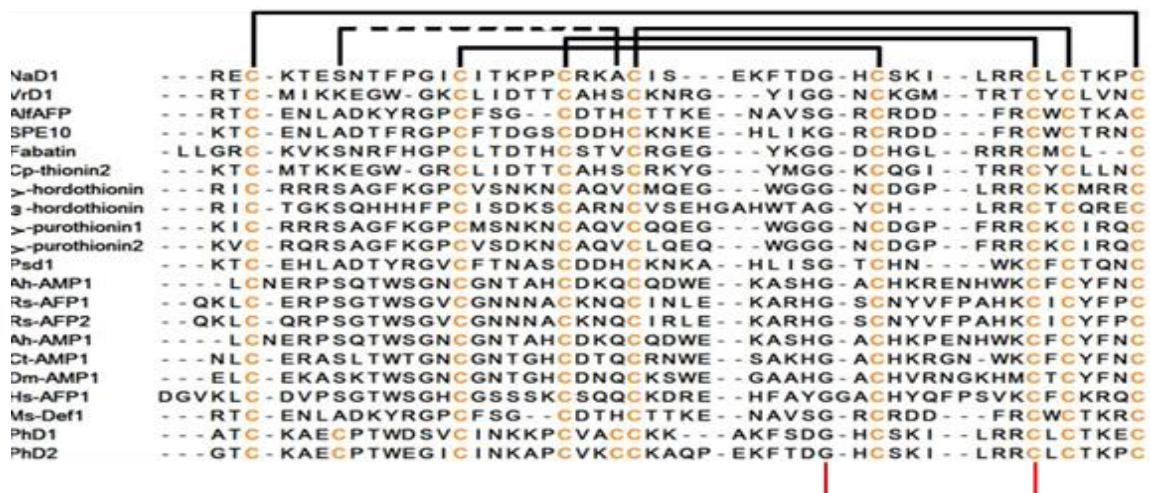 NaD1 - - - REC - KTESNTFPGICITKPPCRKACIS - - - EKFTDG - HCSKI - - LRRCLCTKPC
VrD1 - - - RTC - MIKKEGW - GKCLIDTTCAHSCKNRG - - - YIGG - NCKGM - - TRTCYCLVNC
AlfAFP - - - RTC - ENLADKYRGPCFSG - - CDTHCTTKE - - NAVSG - RCRDD - - - FRCWCTKAC
SPE10 - - - KTC - ENLADTFRGPCFTDGSCDDHCKNKE - - HLIKG - RCRDD - - - FRCWCTRNC
Fabatin - LLGRC - KVKSNRFHGPCLTDTHCSTVCRGEG - - - YKGG - DCHGL - - RRRCMCL - - C
Cp-thionin2 - - - KTC - MTKKEGW - GRCLIDTTCAHSCRKYG - - - YMGG - KCQGI - - TRRCYCLLNC
-hordothionin - - - RIC - RRRSAGFKGPCVSNKNCAQVCMQEG - - - WGGG - NCDGP - - LRRCKCMRRC
-hordothionin - - - RIC - TGKSQHHHFPCISDKSCARNCVSEHGAHWTAG - YCH - - - - LRRCTCQREC
-purothionin1 - - - KIC - RRRSAGFKGPCMSNKNCAQVCQQEG - - - WGGG - NCDGP - - FRRCKCIRQC
-purothionin2 - - - KVC - RQRSAGFKGPCVSDKNCAQVCLQEQ - - - WGGG - NCDGP - - FRRCKCIRQC
Psd1 - - - KTC - EHLADTYRGVCFTNASCDDHCKNKA - - HLISG - TCHN - - - - WKCFCTQNC
Ah-AMP1 - - - - LCNERPSQTWSGNCGNTAHCDKQCQDWE - - KASHG - ACHKRENHWKCFCYFNC
Rs-AFP1 - - QKLC - ERPSGTWSGVCGNNNACKNQCINLE - - KARHG - SCNYVFPAHKCICYFPC
Rs-AFP2 - - QKLC - QRPSGTWSGVCGNNNACKNQCIRLE - - KARHG - SCNYVFPAHKCICYFPC
Ah-AMP1 - - - - LCNERPSQTWSGNCGNTAHCDKQCQDWE - - KASHG - ACHKPENHWKCFCYFNC
Ct-AMP1 - - - NLC - ERASLTWTGNCGNTGHCDTQCRNWE - - SAKHG - ACHKRGN - WKCFCYFNC
Dm-AMP1 - - - ELC - EKASKTWSGNCGNTGHCDNQCKSWE - - GAAHG - ACHVRNGKHMCTCYFNC
Hs-AFP1 DGVKLC - DVPSGTWSGHCGSSSKCSQQCKDRE - - HFAYGGACHYQFPSVKCFCKRQC
Ms-Def1 - - - RTC - ENLADKYRGPCFSG - - CDTHCTTKE - - NAVSG - RCRDD - - - FRCWCTKRC
PhD1 - - - ATC - KAECPTWDSVCINKKPCVACCKK - - - AKFSDG - HCSKI - - LRRCLCTKEC
PhD2 - - - GTC - KAECPTWEGICINKAPCVKCCKAQP - EKFTDG - HCSKI - - LRRCLCTKPC